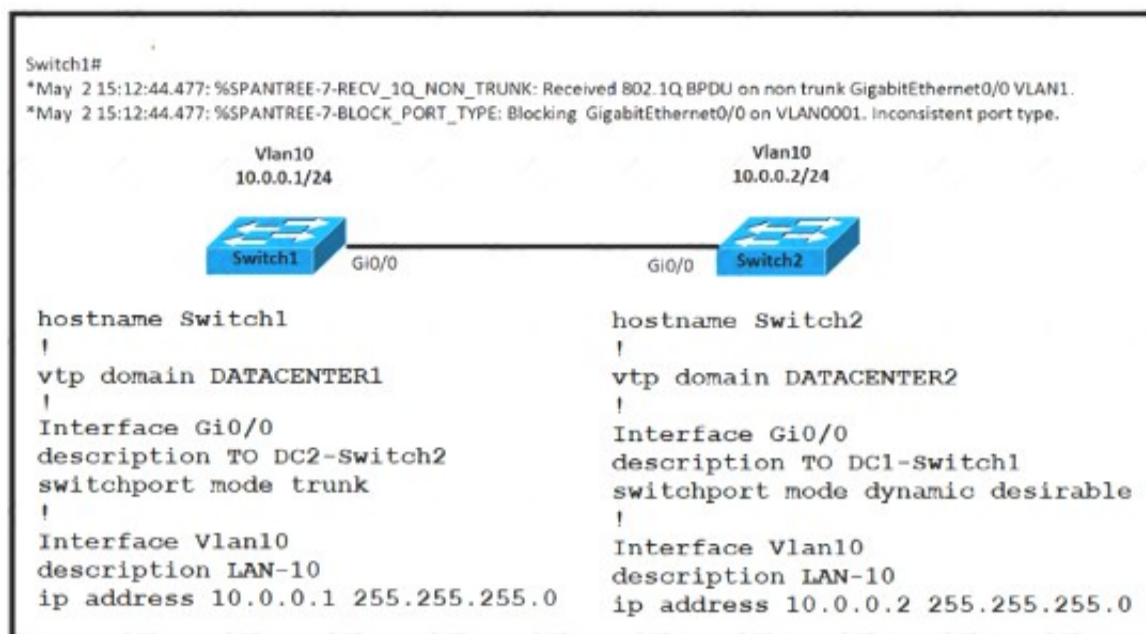 Switch1#
*May 2 15:12:44.477: %SPANTREE-7-RECV_1Q_NON_TRUNK: Received 802.1Q BPDU on non trunk GigabitEthernet0/0 VLAN1.
*May 2 15:12:44.477: %SPANTREE-7-BLOCK_PORT_TYPE: Blocking GigabitEthernet0/0 on VLAN0001. Inconsistent port type.
Vlan10
10.0.0.1/24
Vlan10
10.0.0.2/24
Switch1
Gi0/0
Gi0/0
Switch2
hostname Switch1
!
vtp domain DATACENTER1
!
Interface Gi0/0
description TO DC2-Switch2
switchport mode trunk
!
Interface Vlan10
description LAN-10
ip address 10.0.0.1 255.255.255.0
hostname Switch2
!
vtp domain DATACENTER2
!
Interface Gi0/0
description TO DC1-Switch1
switchport mode dynamic desirable
!
Interface Vlan10
description LAN-10
ip address 10.0.0.2 255.255.255.0